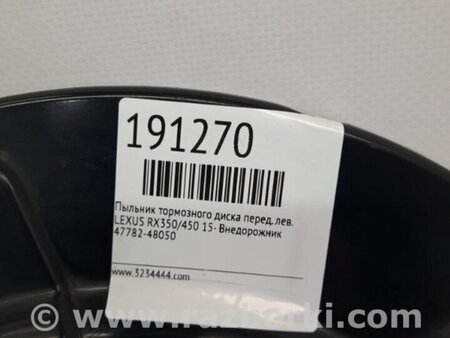 191270
Пыльник тормозного диска перед. лев.
LEXUS RX350/450 15- Внедорожник
47782-48050
www.3234444.com
www.razborki.com